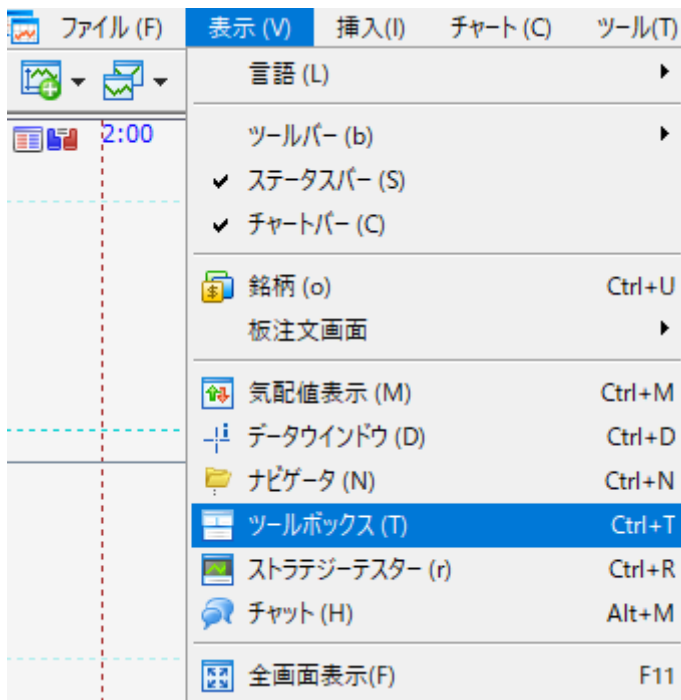 ファイル (F) 表示 (V) 挿入(I) チャート (C) ツール(T)
言語 (L)
2:00
ツールバー (b)
ステータスバー (S)
チャートバー (C)
銘柄 (o) Ctrl+U
板注文画面
気配値表示 (M) Ctrl+M
データウインドウ (D) Ctrl+D
ナビゲータ (N) Ctrl+N
ツールボックス (T) Ctrl+T
ストラテジーテスター (r) Ctrl+R
チャット (H) Alt+M
全画面表示(F) F11